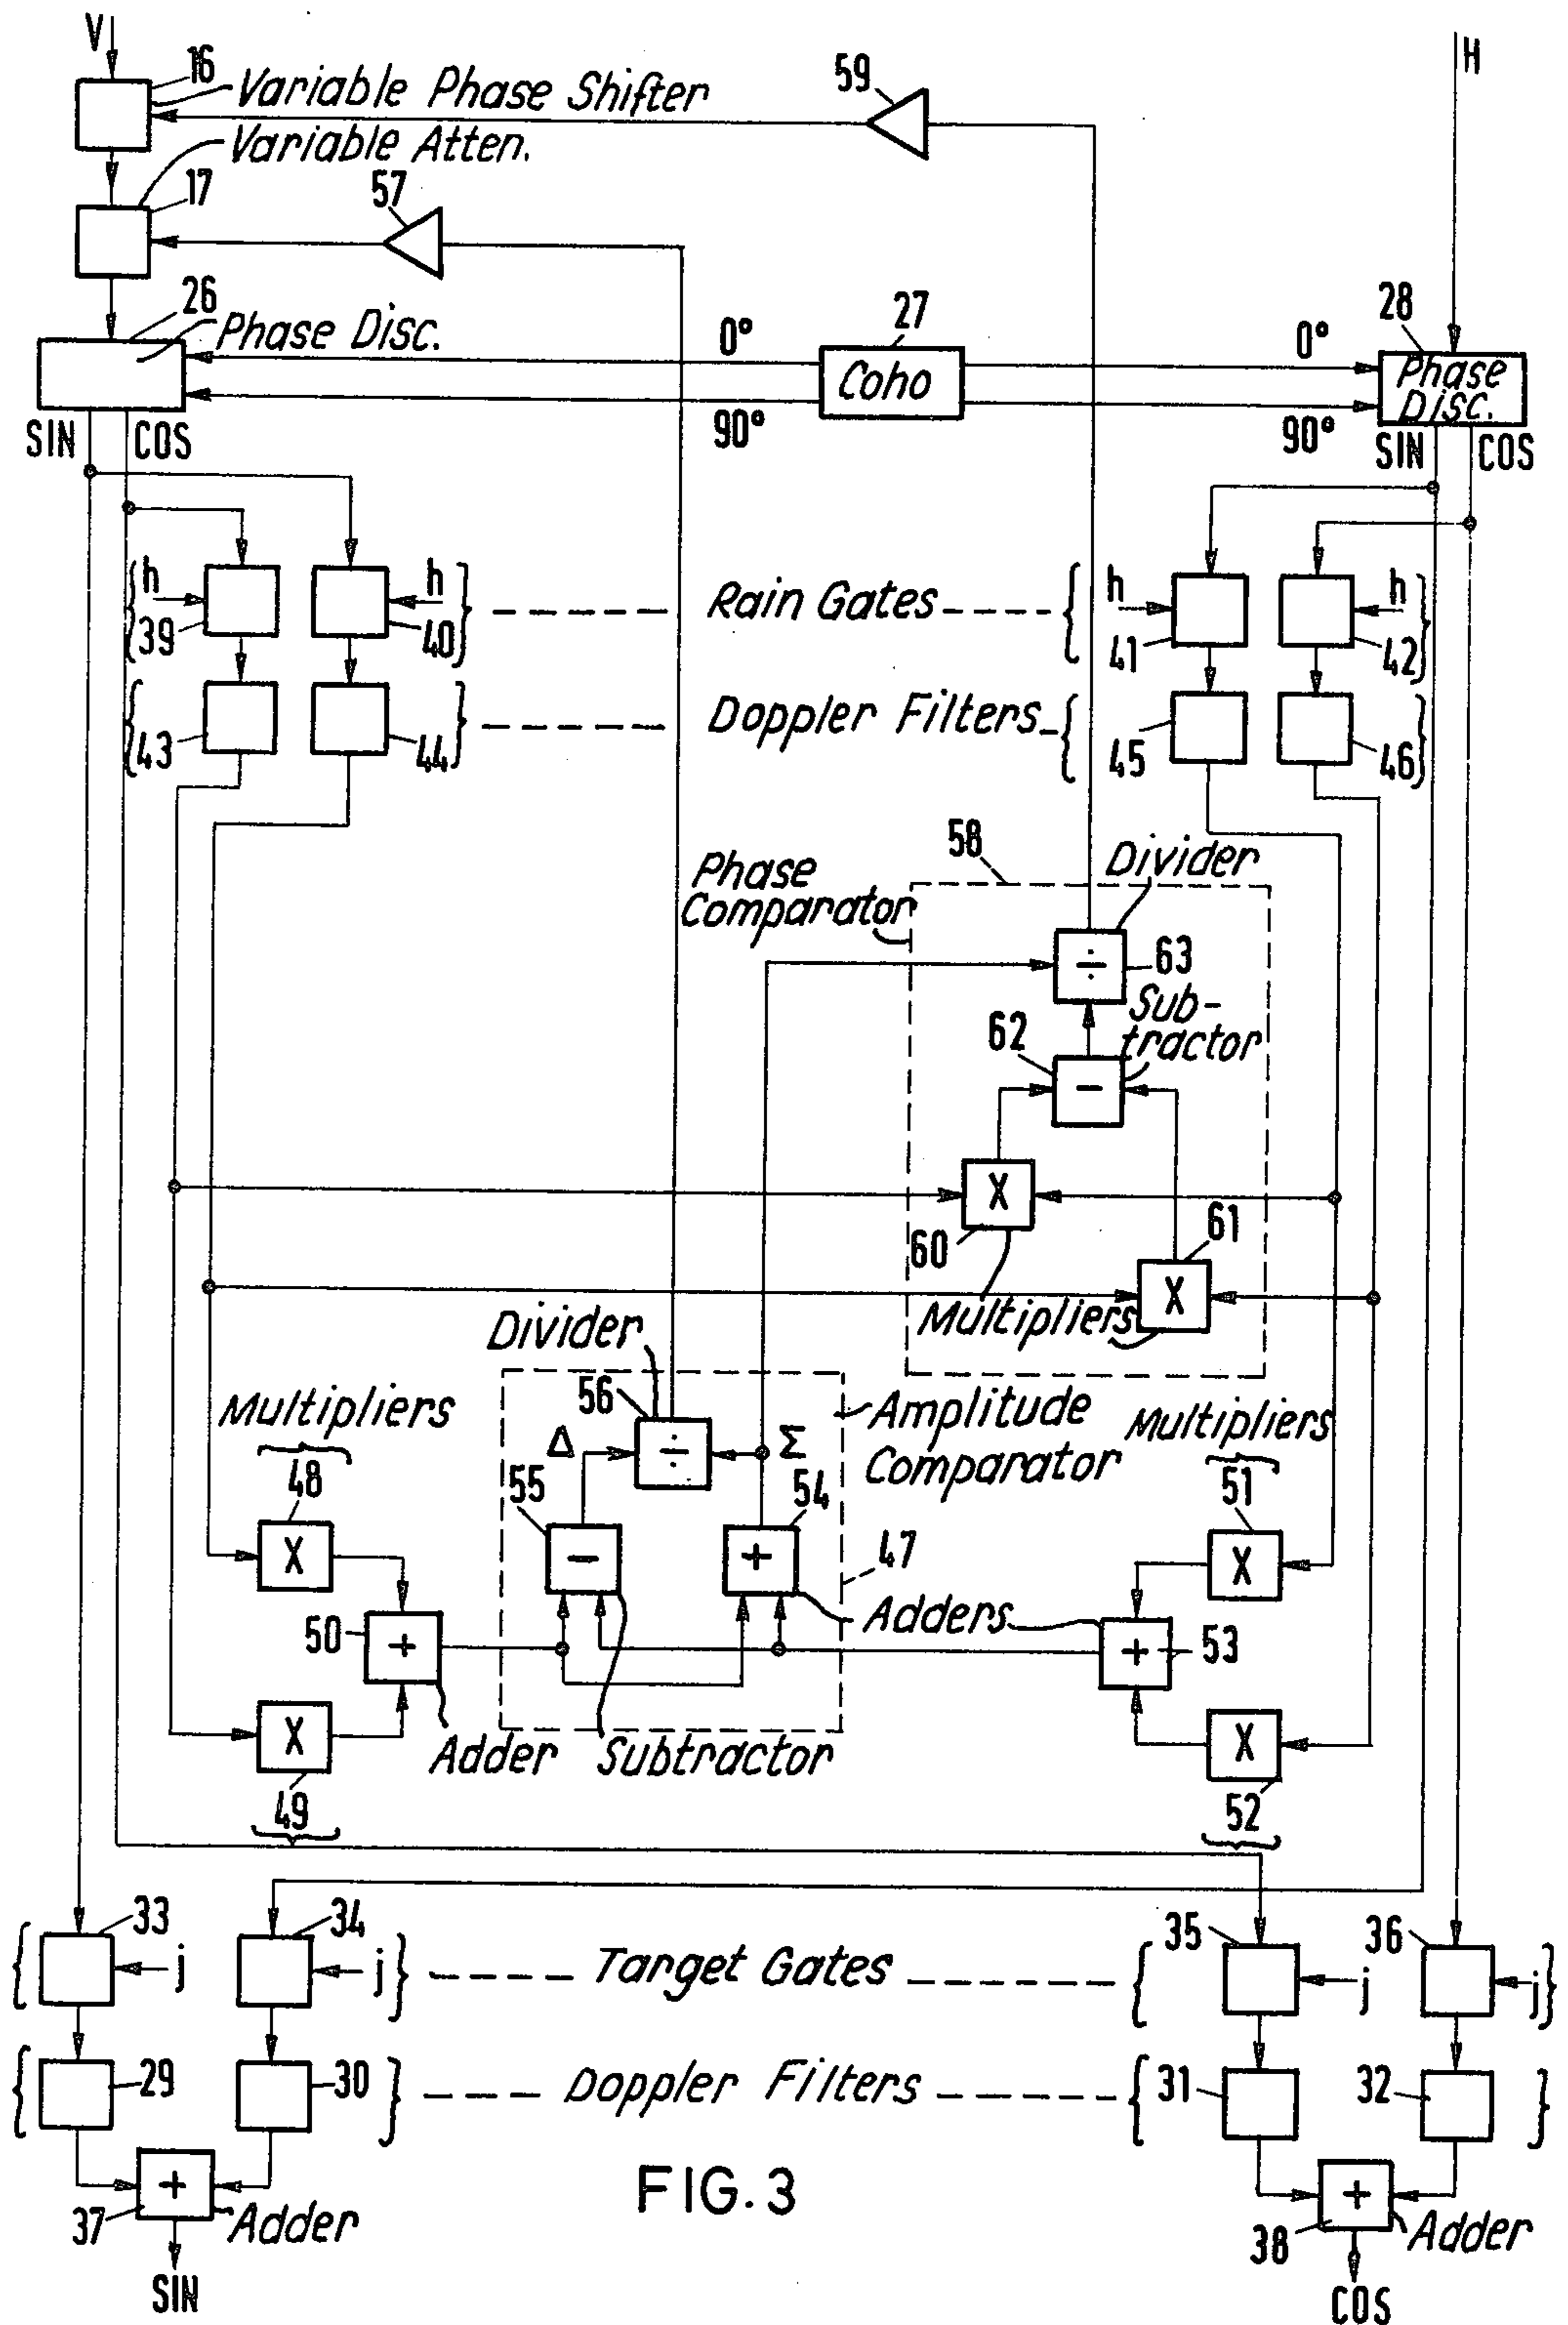 V
H
16
Variable Phase Shifter
59
Variable Atten.
17
57
26
Phase Disc.
0°
27
Coho
0°
28
Phase
Disc.
90°
90°
SIN COS
SIN COS
h
39
h
40
Rain Gates
h
41
h
42
43
44
Doppler Filters
45
46
58
Divider
Phase
Comparator
÷
63
Sub-
tractor
62
−
X
60
61
X
Multipliers
Divider
56
÷
Δ
Σ
Amplitude
Comparator
Multipliers
48
X
55
−
54
+
47
Multipliers
51
X
50
+
Adders
+
53
X
49
Adder
Subtractor
X
52
33
j
34
j
Target Gates
35
j
36
j
29
30
Doppler Filters
31
32
+
37
Adder
SIN
FIG. 3
+
38
Adder
COS